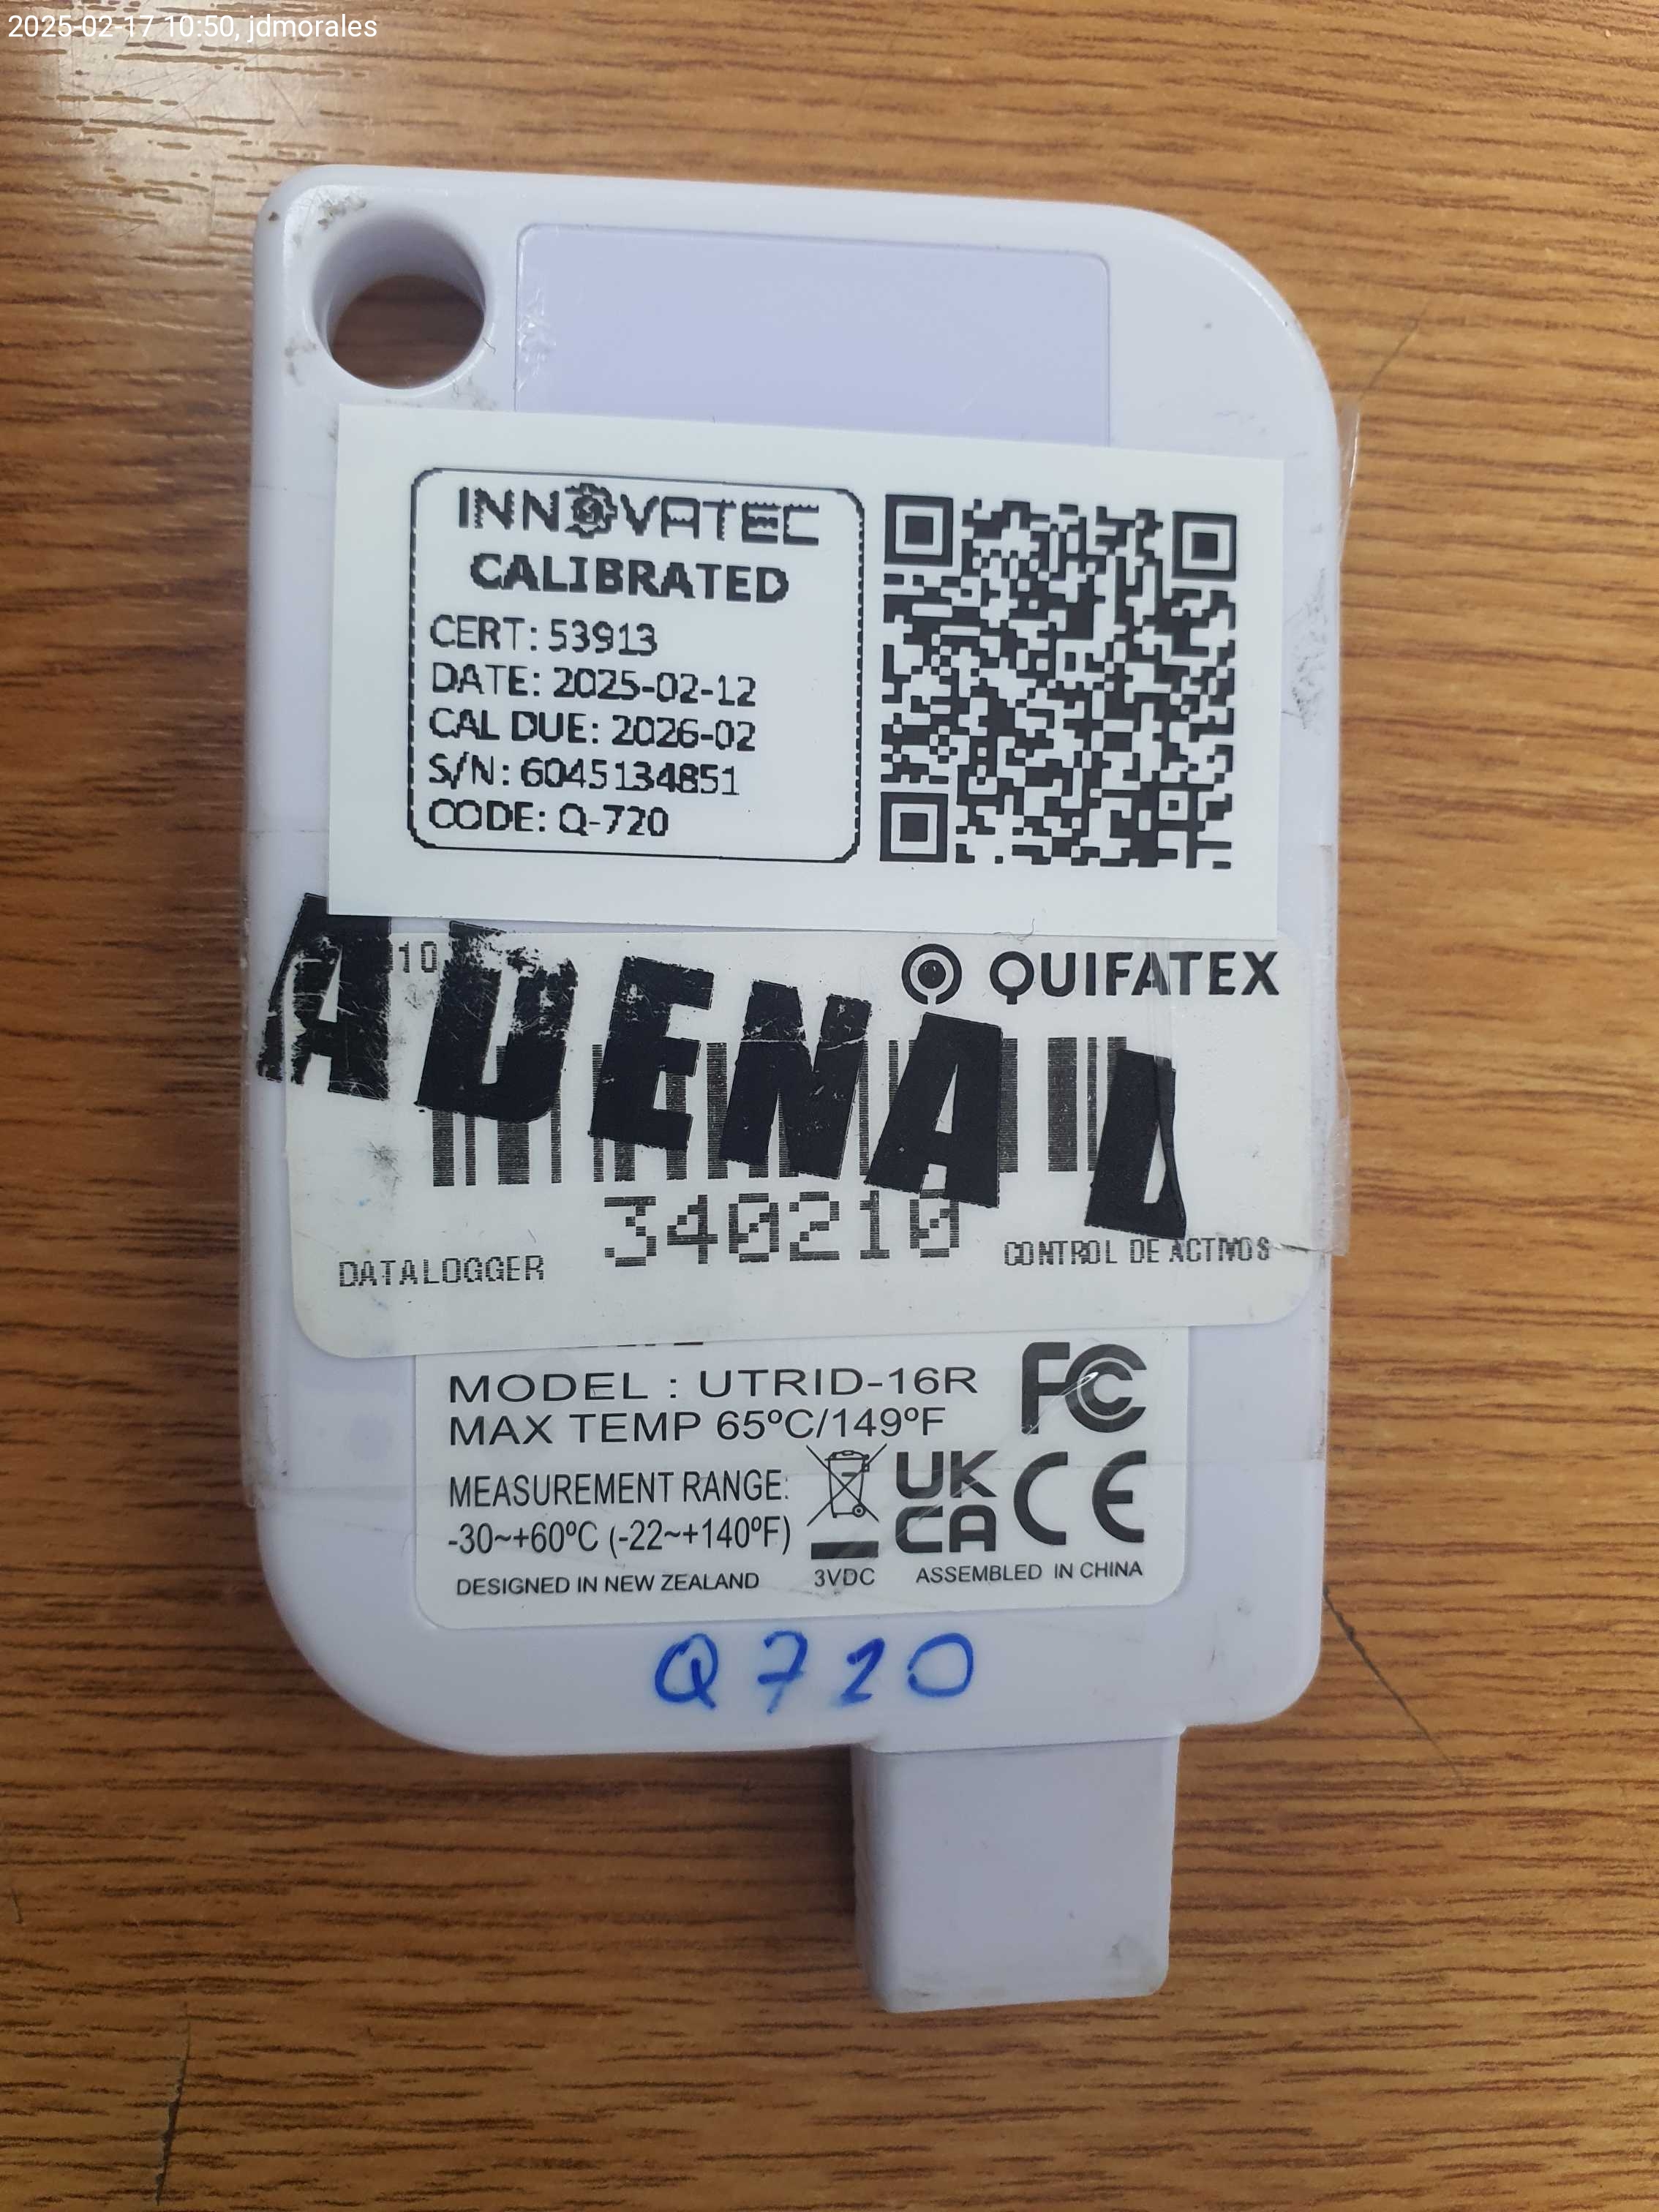 2025-02-17 10:50, jdmorales
INNOVATEC
CALIBRATED
CERT: 53913
DATE: 2025-02-12
CAL DUE: 2026-02
S/N: 6045134851
CODE: Q-720
10
QUIFATEX
ADENAL
340210
DATALOGGER
CONTROL DE ACTIVOS
MODEL : UTRID-16R
MAX TEMP 65ºC/149ºF
FC
MEASUREMENT RANGE:
-30~+60ºC (-22~+140ºF)
UK
CA
CE
DESIGNED IN NEW ZEALAND
3VDC
ASSEMBLED IN CHINA
Q720